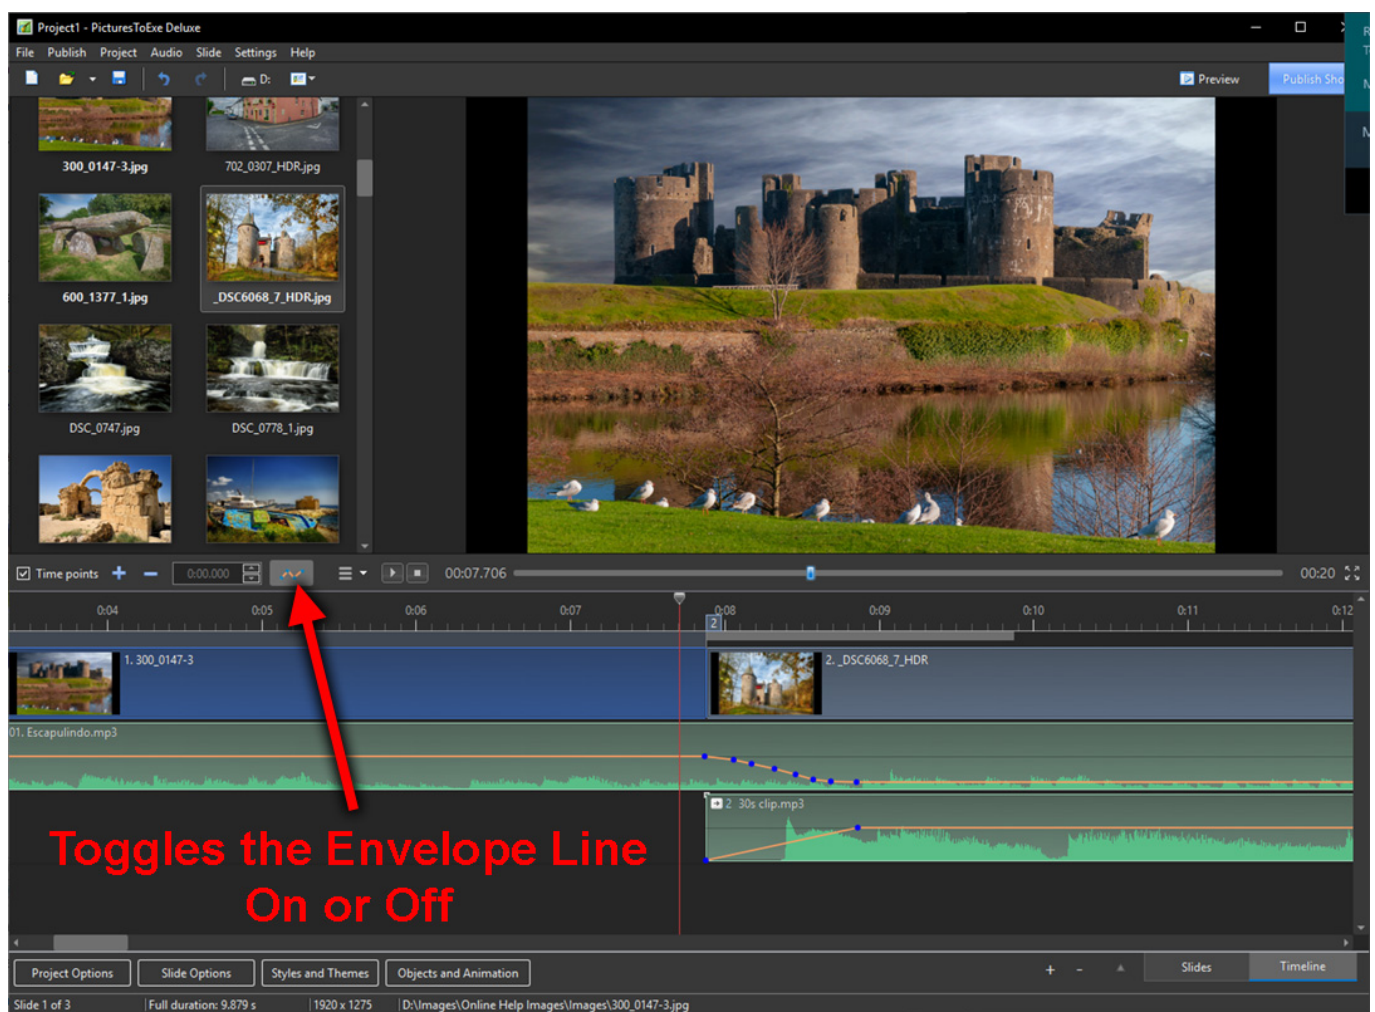 Project1 - PicturesToExe Deluxe
File Publish Project Audio Slide Settings Help
D:
Preview
Publish Sho
300_0147-3.jpg
702_0307_HDR.jpg
600_1377_1.jpg
_DSC6068_7_HDR.jpg
DSC_0747.jpg
DSC_0778_1.jpg
Time points
0:00.000
00:07.706
00:20
0:04 0:05 0:06 0:07 0:08 0:09 0:10 0:11 0:12
2
1. 300_0147-3
2. _DSC6068_7_HDR
01. Escapulindo.mp3
2 30s clip.mp3
Toggles the Envelope Line
On or Off
Project Options Slide Options Styles and Themes Objects and Animation
Slides Timeline
Slide 1 of 3 Full duration: 9.879 s 1920 x 1275 D:\Images\Online Help Images\Images\300_0147-3.jpg